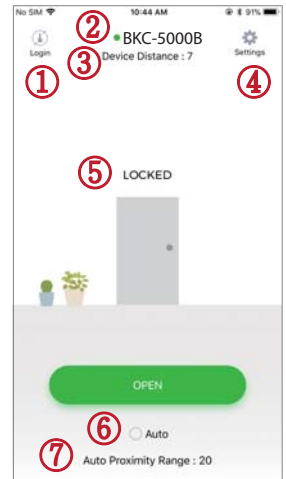 No SIM 10:44 AM 91%
② BKC-5000B
Login ③ Device Distance : 7 Settings
① ④
⑤ LOCKED
OPEN
⑥ Auto
⑦ Auto Proximity Range : 20